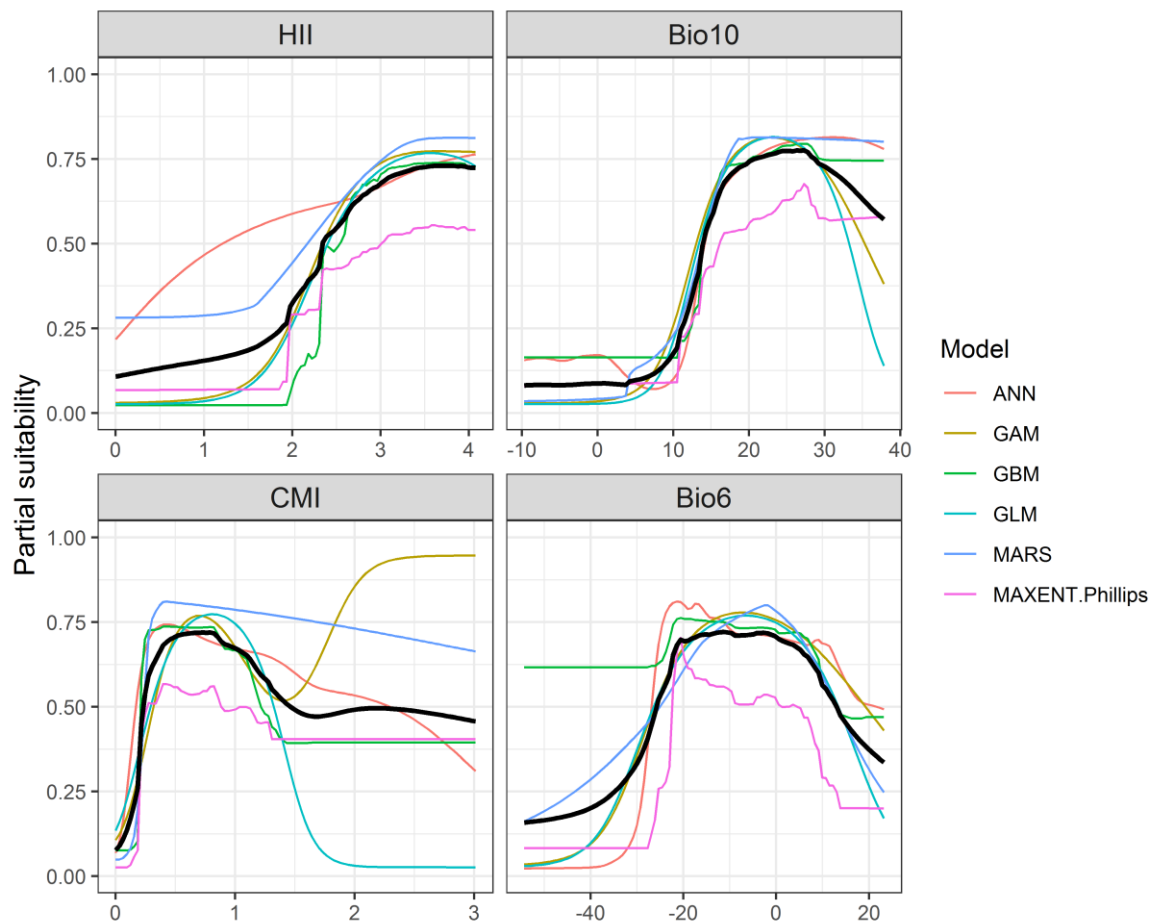 HII
Bio10
1.00
0.75
0.50
0.25
0.00
0 1 2 3 4
-10 0 10 20 30 40
CMI
Bio6
1.00
0.75
0.50
0.25
0.00
0 1 2 3
-40 -20 0 20
Partial suitability
Model
ANN
GAM
GBM
GLM
MARS
MAXENT.Phillips